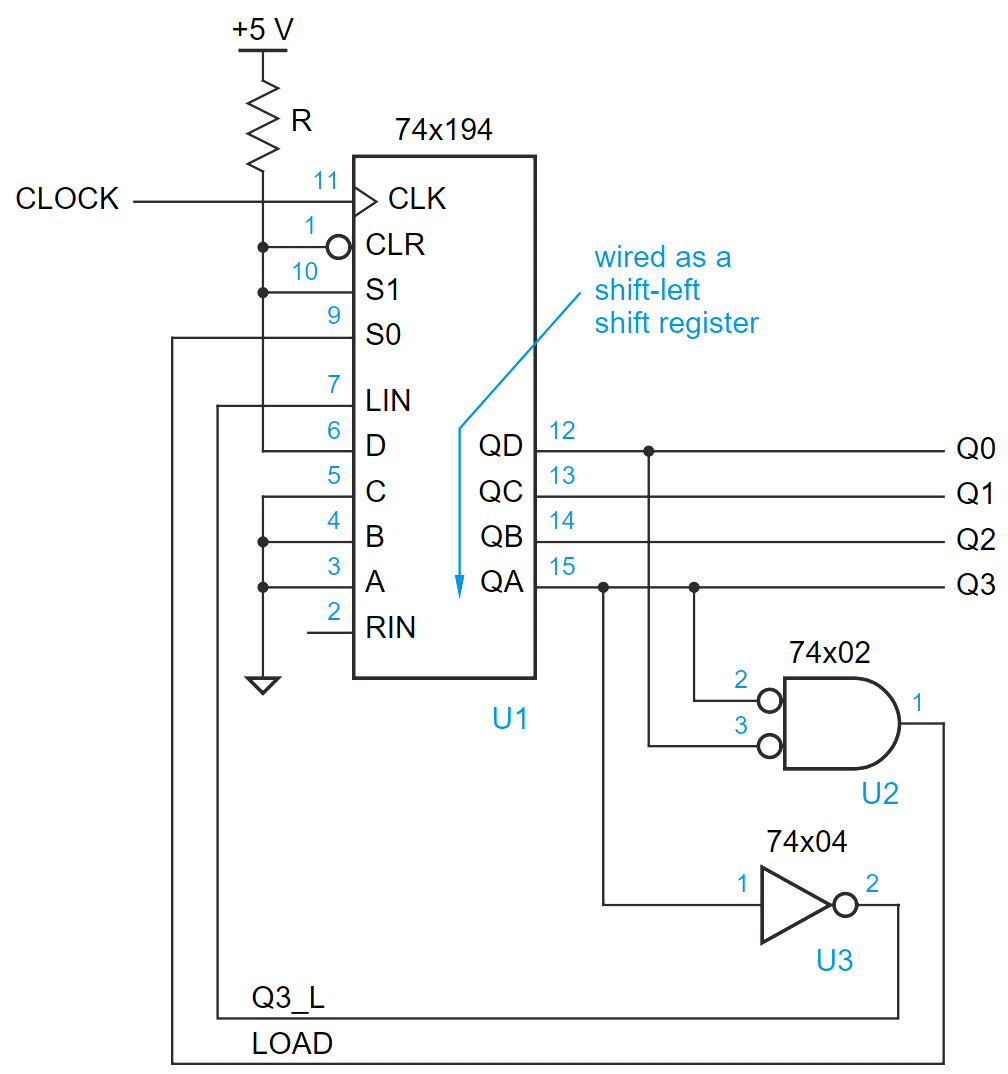 +5 V
R
74x194
CLOCK
11
CLK
1
CLR
10
S1
9
S0
7
LIN
6
D
5
C
4
B
3
A
2
RIN
wired as a
shift-left
shift register
QD
12
Q0
QC
13
Q1
QB
14
Q2
QA
15
Q3
U1
74x02
2
3
1
U2
74x04
1
2
U3
Q3_L
LOAD